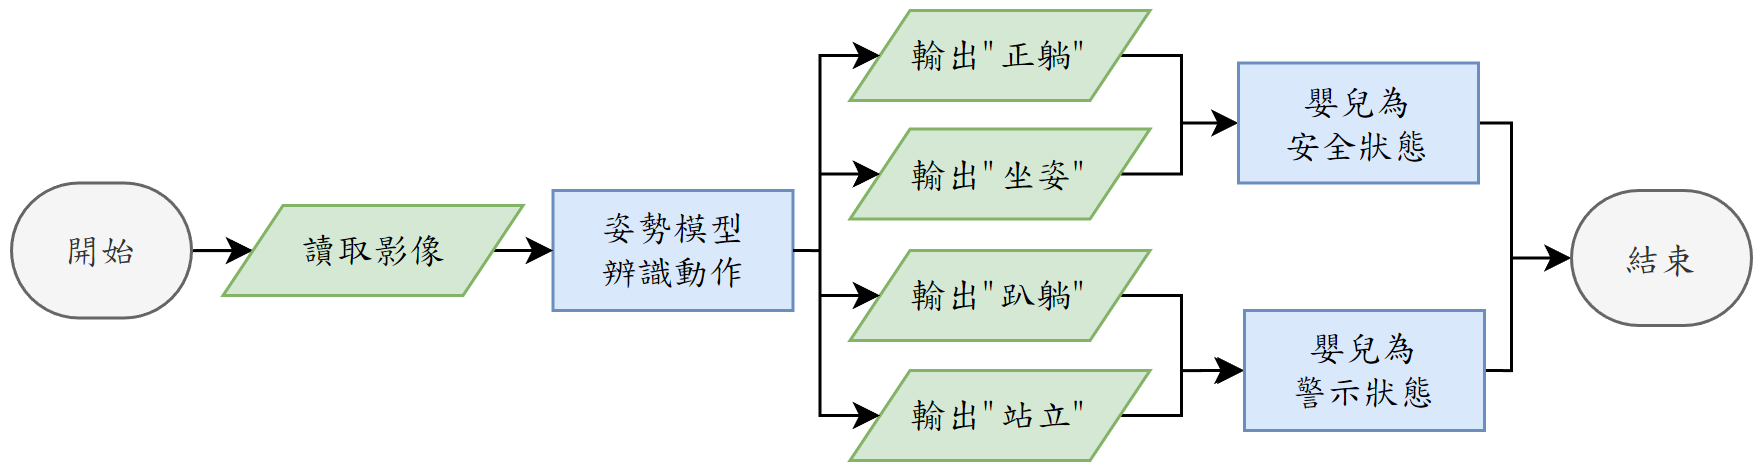 開始
讀取影像
姿勢模型
辨識動作
輸出"正躺"
輸出"坐姿"
輸出"趴躺"
輸出"站立"
嬰兒為
安全狀態
嬰兒為
警示狀態
結束